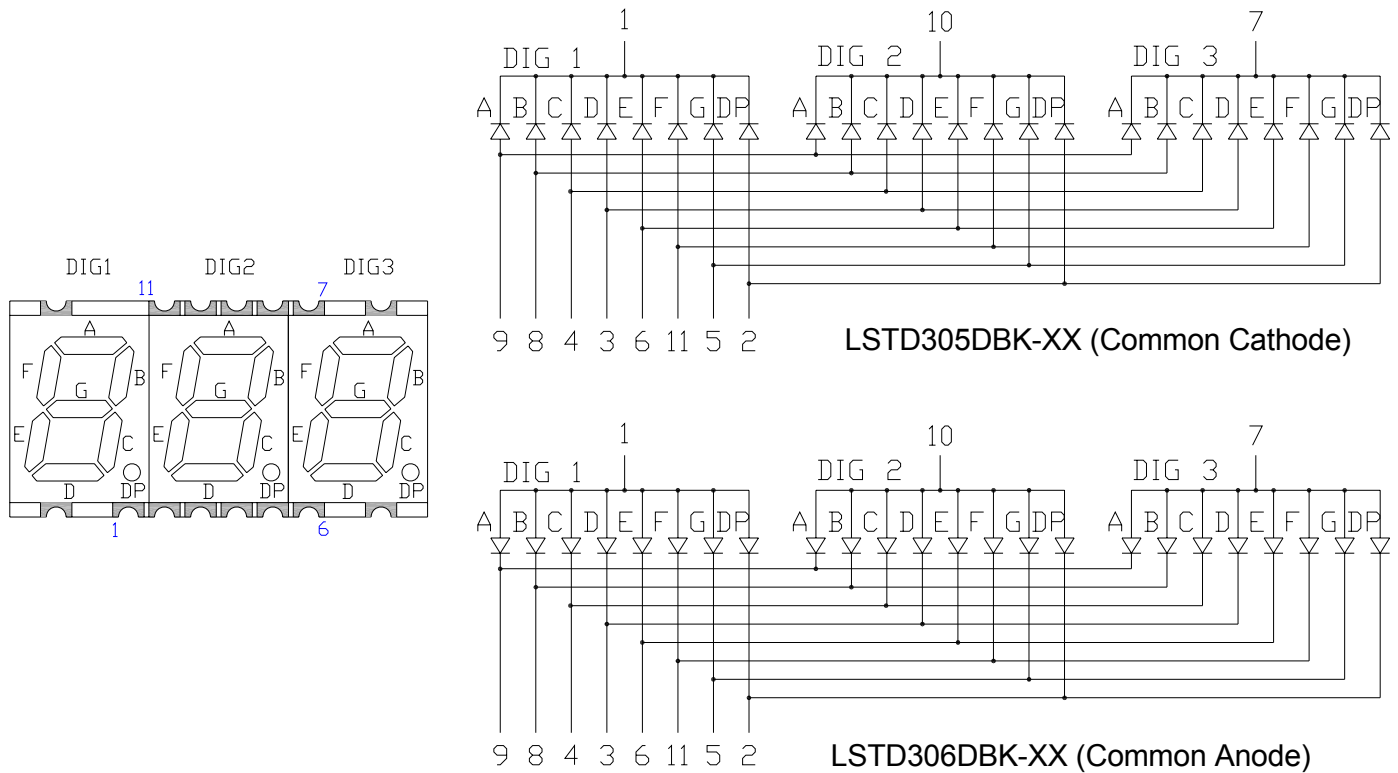 1 10 7
DIG 1 DIG 2 DIG 3
A B C D E F G DP A B C D E F G DP A B C D E F G DP
9 8 4 3 6 11 5 2
LSTD305DBK-XX (Common Cathode)
DIG1 DIG2 DIG3
11 7
A A A
F B F B F B
G G G
E C E C E C
D DP D DP D DP
1 6
1 10 7
DIG 1 DIG 2 DIG 3
A B C D E F G DP A B C D E F G DP A B C D E F G DP
9 8 4 3 6 11 5 2
LSTD306DBK-XX (Common Anode)